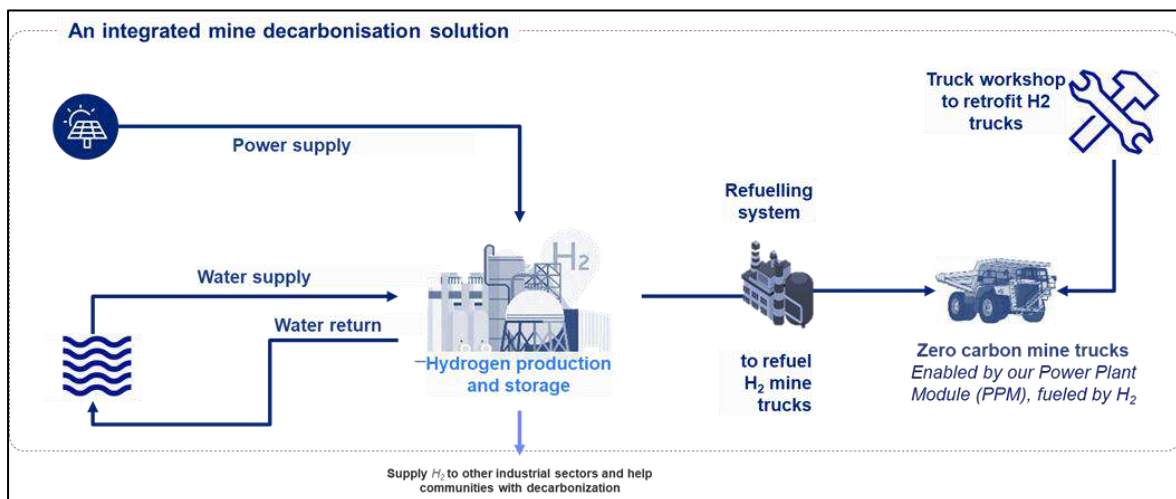 An integrated mine decarbonisation solution
Truck workshop
to retrofit H2
trucks
Power supply
Refuelling
system
H2
Water supply
Water return
Hydrogen production
and storage
to refuel
H2 mine
trucks
Zero carbon mine trucks
Enabled by our Power Plant
Module (PPM), fueled by H2
Supply H2 to other industrial sectors and help
communities with decarbonization